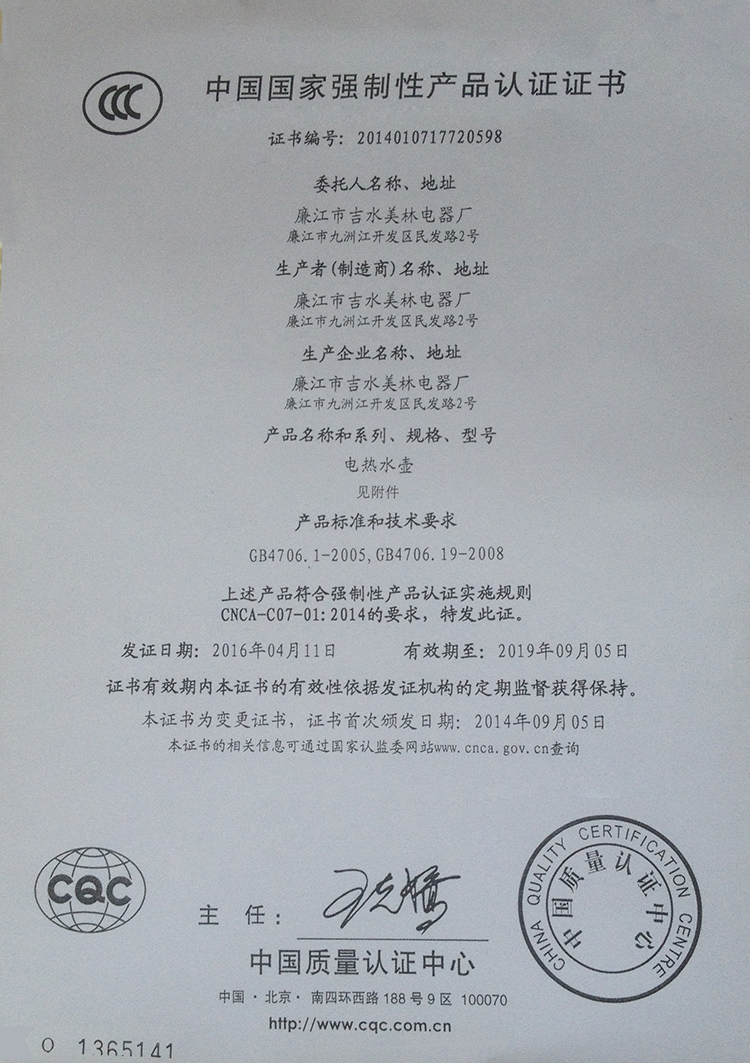 CCC
中国国家强制性产品认证证书
证书编号: 2014010717720598
委托人名称、地址
廉江市吉水美林电器厂
廉江市九洲江开发区民发路2号
生产者(制造商)名称、地址
廉江市吉水美林电器厂
廉江市九洲江开发区民发路2号
生产企业名称、地址
廉江市吉水美林电器厂
廉江市九洲江开发区民发路2号
产品名称和系列、规格、型号
电热水壶
见附件
产品标准和技术要求
GB4706.1-2005,GB4706.19-2008
上述产品符合强制性产品认证实施规则
CNCA-C07-01:2014的要求，特发此证。
发证日期: 2016年04月11日 有效期至: 2019年09月05日
证书有效期内本证书的有效性依据发证机构的定期监督获得保持。
本证书为变更证书，证书首次颁发日期: 2014年09月05日
本证书的相关信息可通过国家认监委网站www.cnca.gov.cn查询
CQC
主 任:
中国质量认证中心
中国·北京·南四环西路188号9区 100070
http://www.cqc.com.cn
CHINA QUALITY CERTIFICATION CENTRE
中国质量认证中心
O 1365141